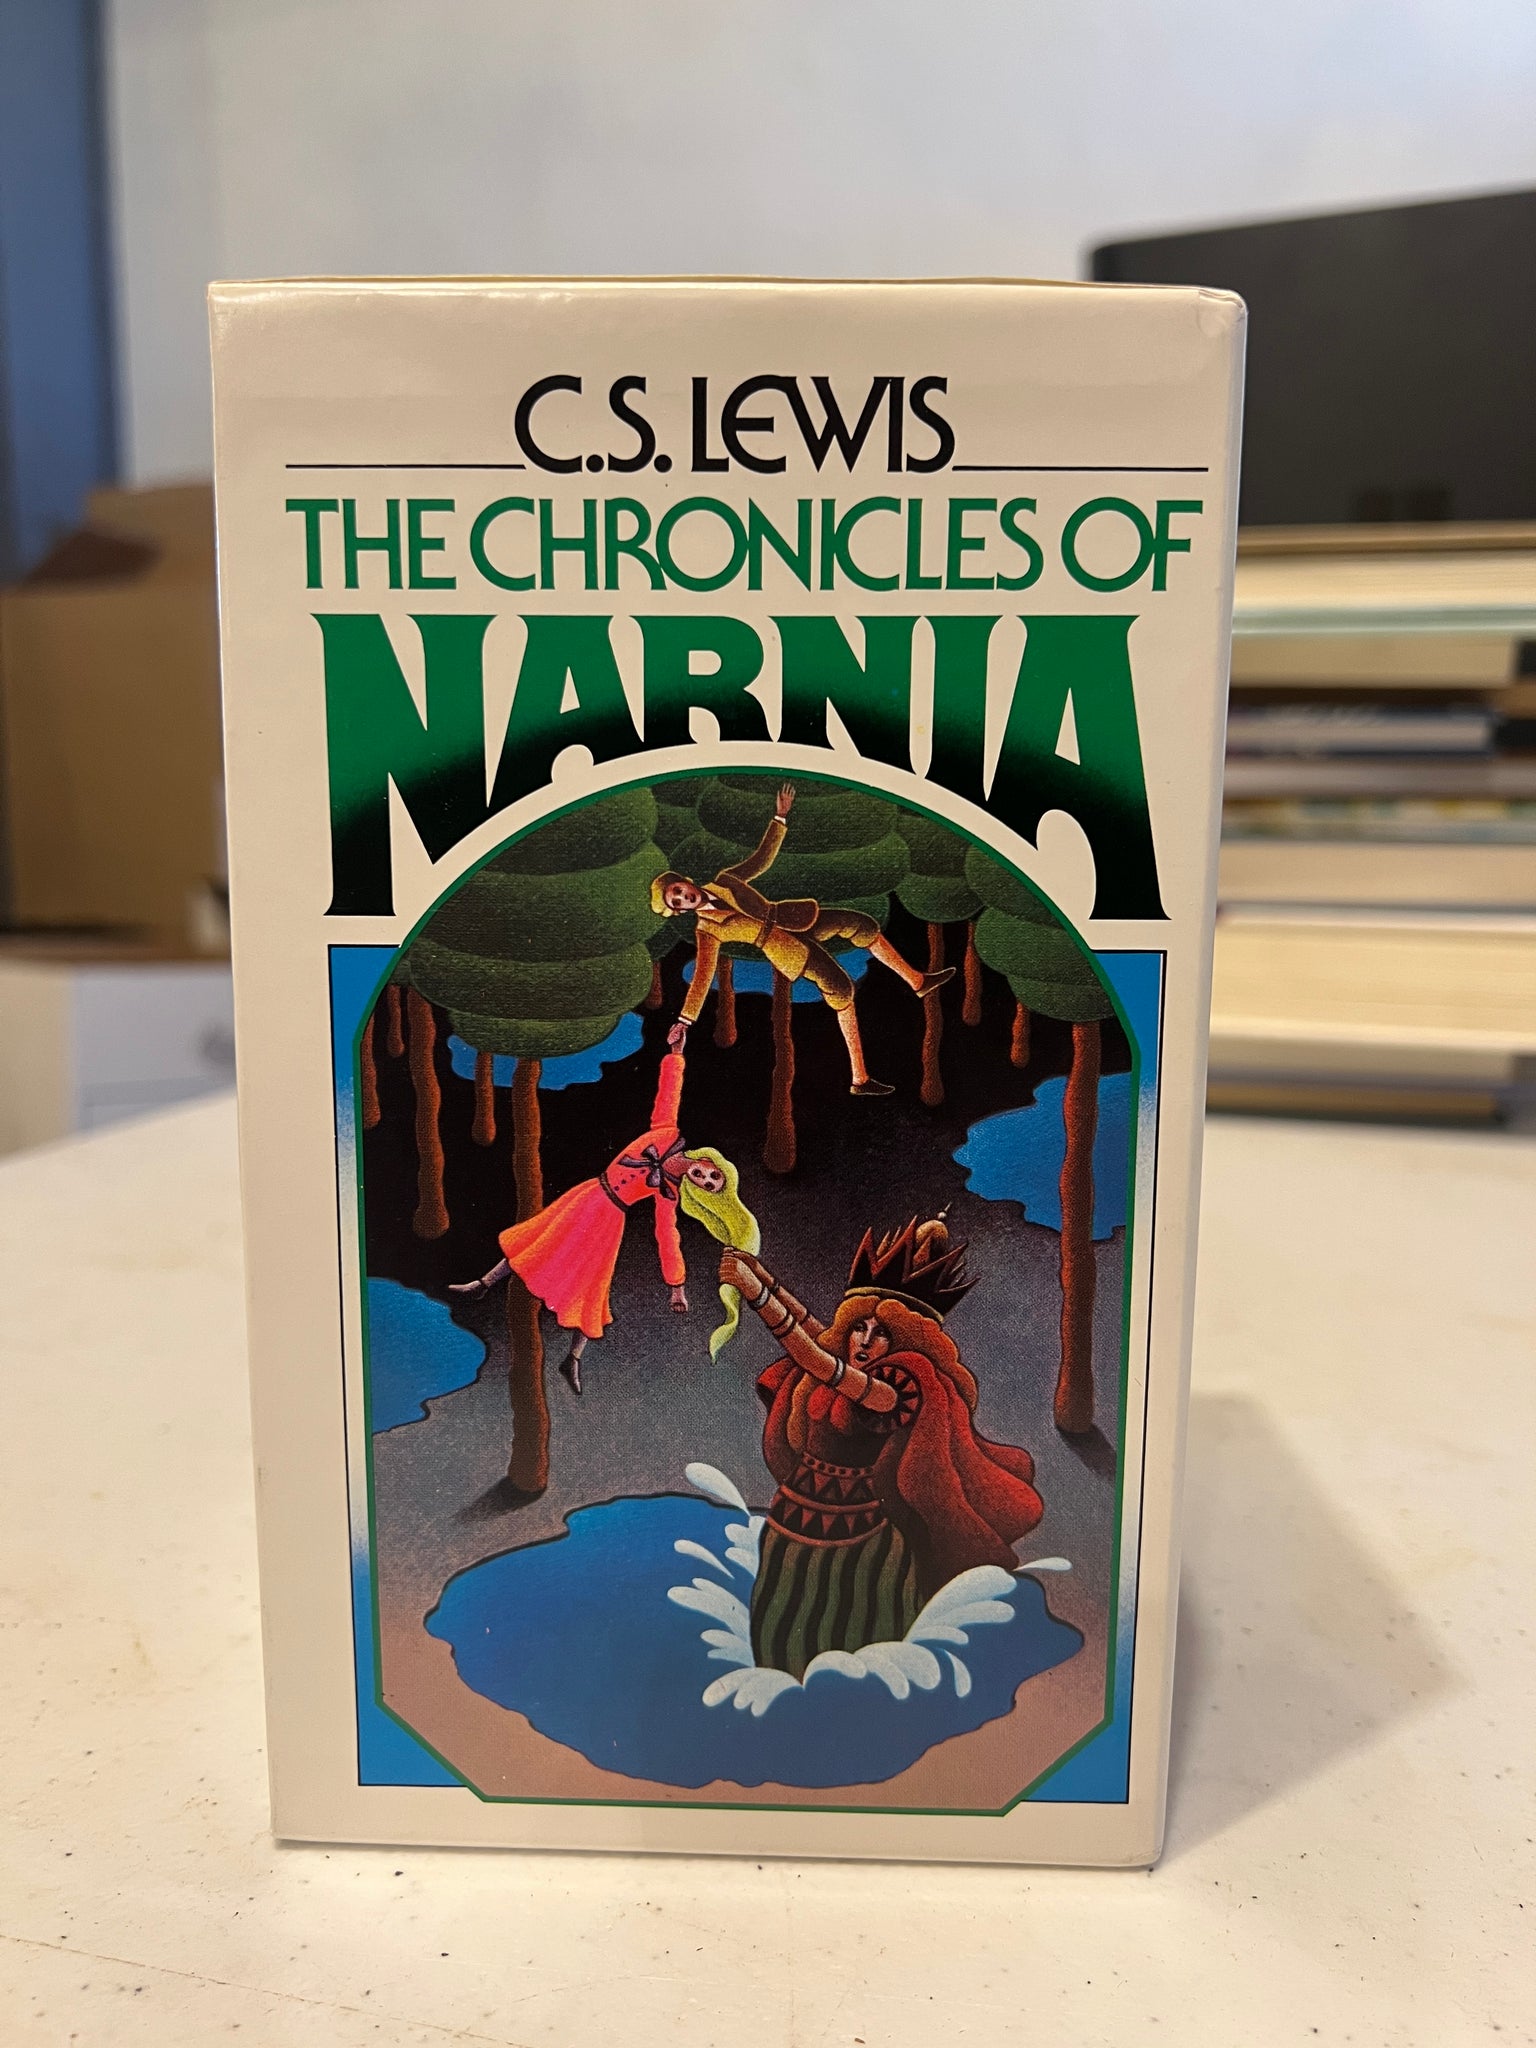 C.S. LEWIS
THE CHRONICLES OF
NARNIA